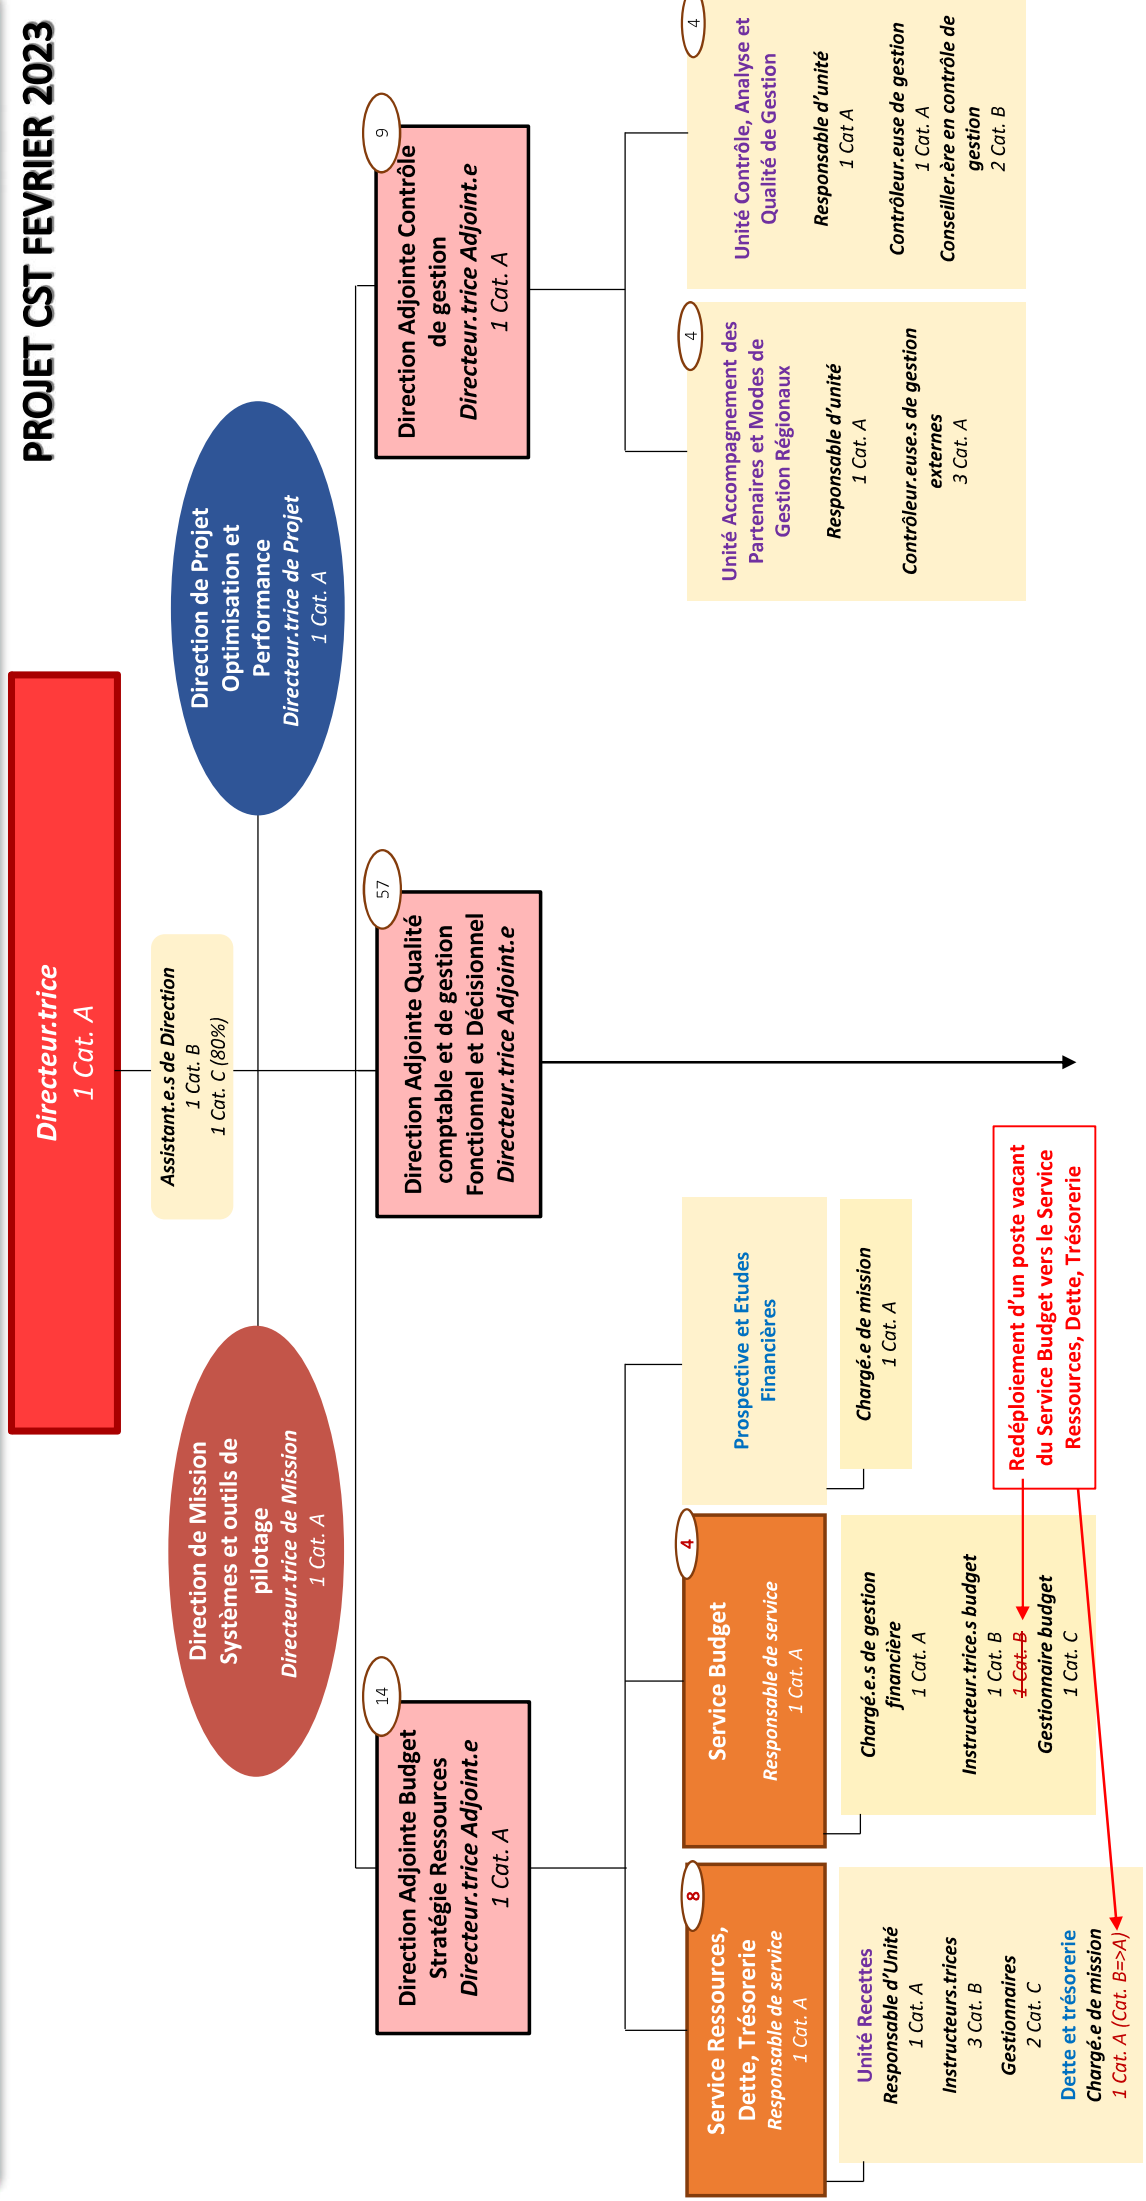 PROJET CST FEVRIER 2023
Directeur.trice
1 Cat. A
Assistant.e.s de Direction
1 Cat. B
1 Cat. C (80%)
Direction de Mission
Systèmes et outils de
pilotage
Directeur.trice de Mission
1 Cat. A
Direction de Projet
Optimisation et
Performance
Directeur.trice de Projet
1 Cat. A
14
Direction Adjointe Budget
Stratégie Ressources
Directeur.trice Adjoint.e
1 Cat. A
57
Direction Adjointe Qualité
comptable et de gestion
Fonctionnel et Décisionnel
Directeur.trice Adjoint.e
9
Direction Adjointe Contrôle
de gestion
Directeur.trice Adjoint.e
1 Cat. A
8
Service Ressources,
Dette, Trésorerie
Responsable de service
1 Cat. A
Unité Recettes
Responsable d'Unité
1 Cat. A
Instructeurs.trices
3 Cat. B
Gestionnaires
2 Cat. C
Dette et trésorerie
Chargé.e de mission
1 Cat. A (Cat. B=>A)
4
Service Budget
Responsable de service
1 Cat. A
Chargé.e.s de gestion
financière
1 Cat. A
Instructeur.trice.s budget
1 Cat. B
1 Cat. B
Gestionnaire budget
1 Cat. C
Prospective et Etudes
Financières
Chargé.e de mission
1 Cat. A
Redéploiement d'un poste vacant
du Service Budget vers le Service
Ressources, Dette, Trésorerie
4
Unité Accompagnement des
Partenaires et Modes de
Gestion Régionaux
Responsable d'unité
1 Cat. A
Contrôleur.euse.s de gestion
externes
3 Cat. A
4
Unité Contrôle, Analyse et
Qualité de Gestion
Responsable d'unité
1 Cat A
Contrôleur.euse de gestion
1 Cat. A
Conseiller.ère en contrôle de
gestion
2 Cat. B